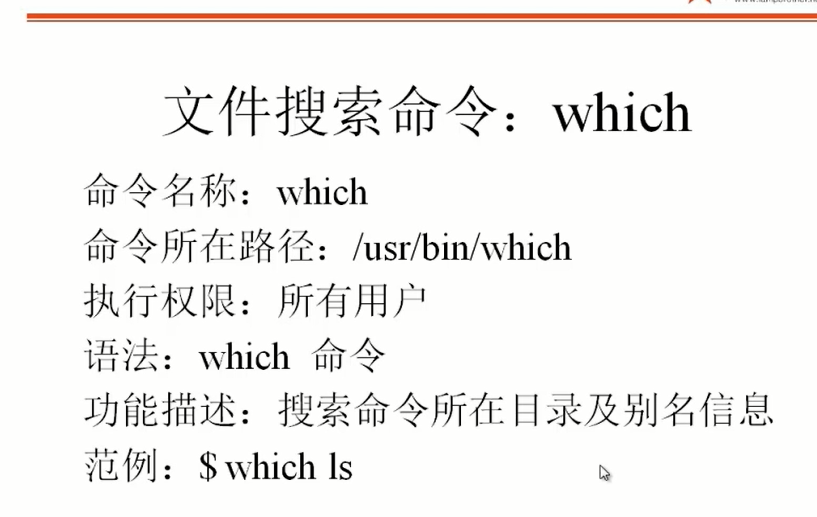 文件搜索命令：which
命令名称：which
命令所在路径：/usr/bin/which
执行权限：所有用户
语法：which 命令
功能描述：搜索命令所在目录及别名信息
范例：$ which ls